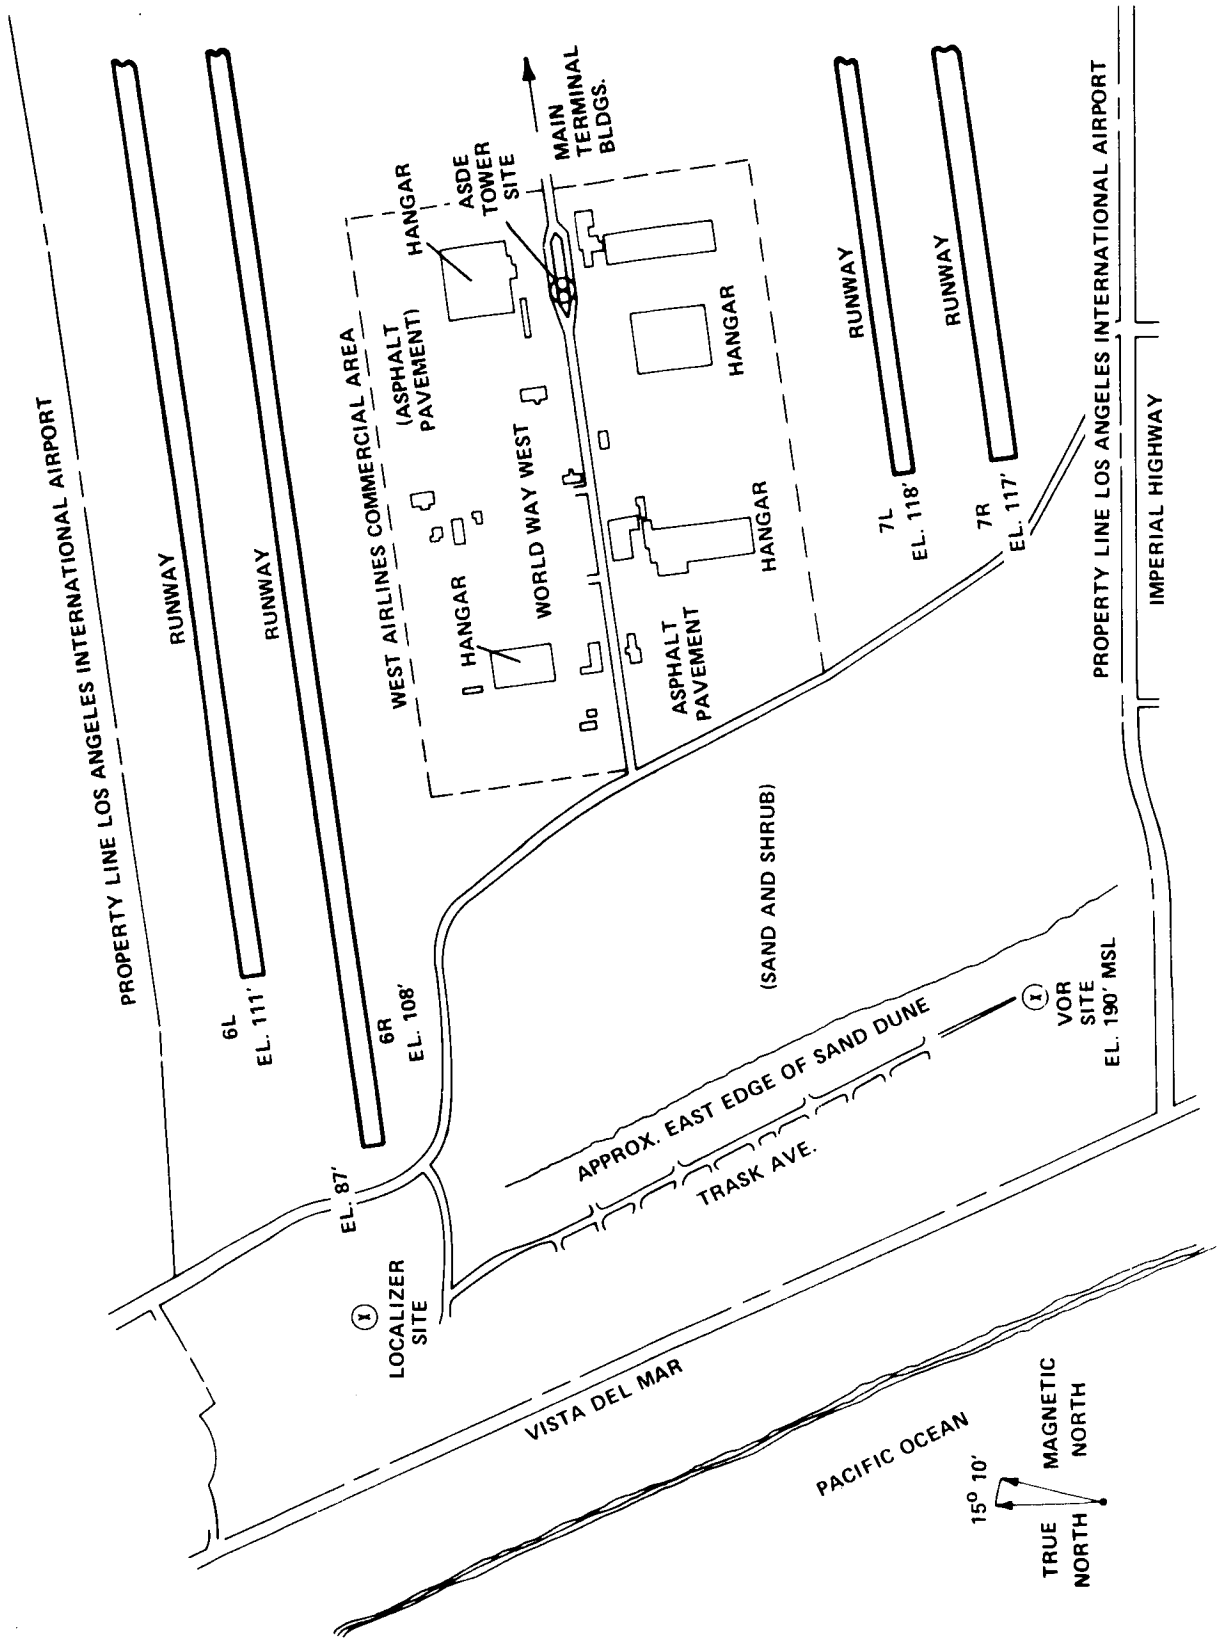 PROPERTY LINE LOS ANGELES INTERNATIONAL AIRPORT
RUNWAY
RUNWAY
6L
EL. 111'
6R
EL. 108'
EL. 87'
WEST AIRLINES COMMERCIAL AREA
(ASPHALT
PAVEMENT)
HANGAR
ASDE
TOWER
SITE
MAIN
TERMINAL
BLDGS.
HANGAR
WORLD WAY WEST
HANGAR
HANGAR
ASPHALT
PAVEMENT
RUNWAY
7L
EL. 118'
RUNWAY
7R
EL. 117'
PROPERTY LINE LOS ANGELES INTERNATIONAL AIRPORT
IMPERIAL HIGHWAY
(SAND AND SHRUB)
APPROX. EAST EDGE OF SAND DUNE
TRASK AVE.
X
VOR
SITE
EL. 190' MSL
X
LOCALIZER
SITE
VISTA DEL MAR
PACIFIC OCEAN
15° 10'
TRUE
NORTH
MAGNETIC
NORTH